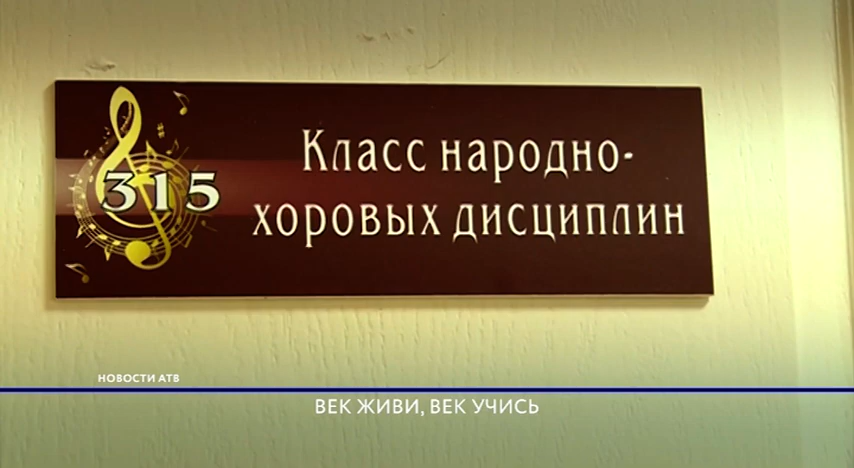 315
Класс народно-
хоровых дисциплин
НОВОСТИ АТВ
ВЕК ЖИВИ, ВЕК УЧИСЬ